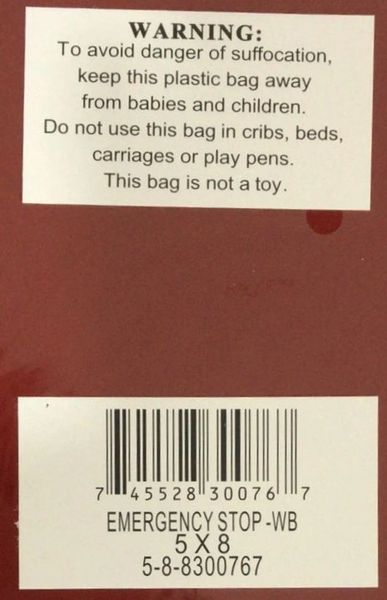 WARNING:
To avoid danger of suffocation,
keep this plastic bag away
from babies and children.
Do not use this bag in cribs, beds,
carriages or play pens.
This bag is not a toy.
7 45528 30076 7
EMERGENCY STOP-WB
5 X 8
5-8-8300767